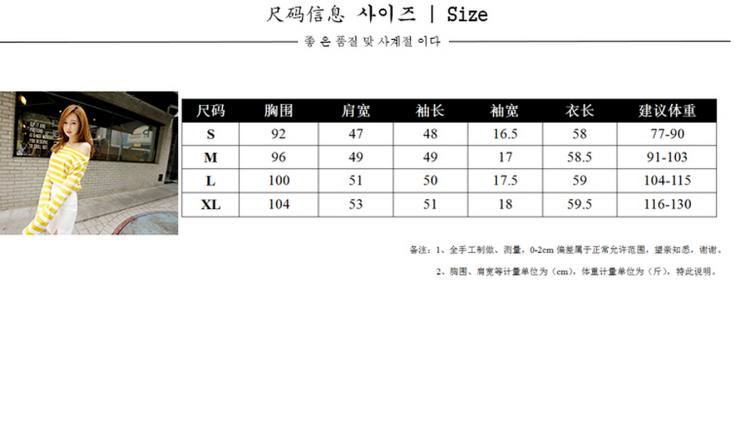 尺码信息 사이즈 | Size
좋 은 품질 맞 사계절 이다
尺码 胸围 肩宽 袖长 袖宽 衣长 建议体重
S 92 47 48 16.5 58 77-90
M 96 49 49 17 58.5 91-103
L 100 51 50 17.5 59 104-115
XL 104 53 51 18 59.5 116-130
备注：1、全手工制做、测量，0-2cm 偏差属于正常允许范围，望亲知悉，谢谢。
2、胸围、肩宽等计量单位为（cm），体重计量单位为（斤），特此说明。